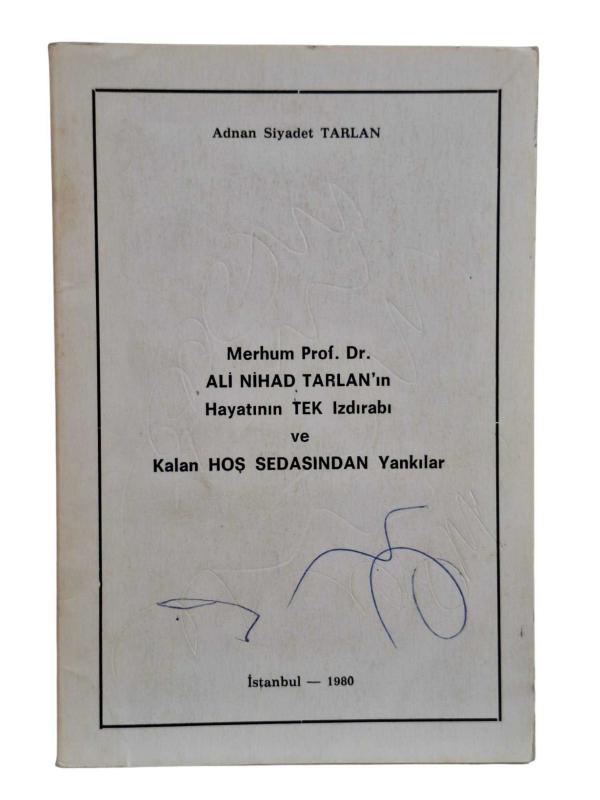 Adnan Siyadet TARLAN
Merhum Prof. Dr.
ALİ NİHAD TARLAN'ın
Hayatının TEK Izdırabı
ve
Kalan HOŞ SEDASINDAN Yankılar
İstanbul — 1980